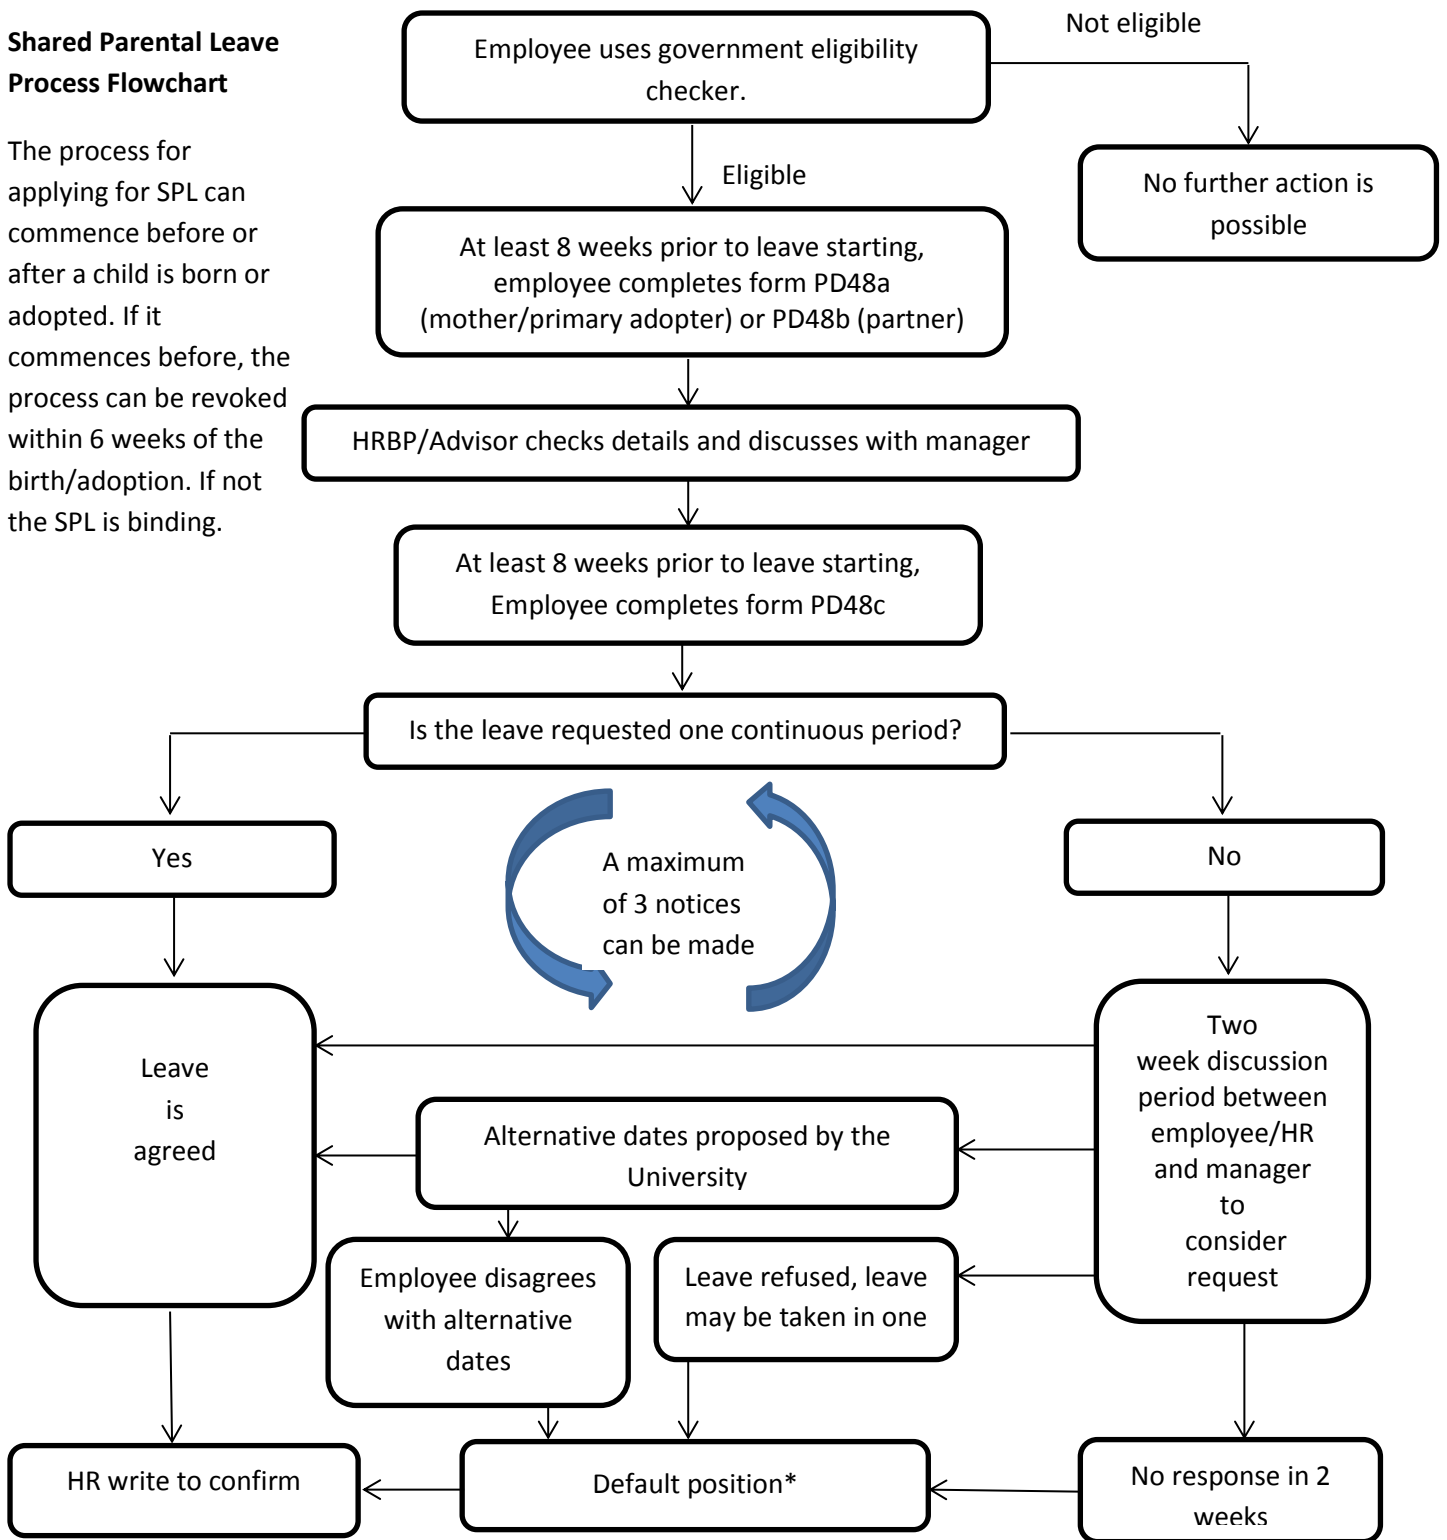 Shared Parental Leave
Process Flowchart
The process for
applying for SPL can
commence before or
after a child is born or
adopted. If it
commences before, the
process can be revoked
within 6 weeks of the
birth/adoption. If not
the SPL is binding.
Employee uses government eligibility
checker.
Not eligible
No further action is
possible
Eligible
At least 8 weeks prior to leave starting,
employee completes form PD48a
(mother/primary adopter) or PD48b (partner)
HRBP/Advisor checks details and discusses with manager
At least 8 weeks prior to leave starting,
Employee completes form PD48c
Is the leave requested one continuous period?
Yes
No
A maximum
of 3 notices
can be made
Leave
is
agreed
Two
week discussion
period between
employee/HR
and manager
to
consider
request
Alternative dates proposed by the
University
Employee disagrees
with alternative
dates
Leave refused, leave
may be taken in one
HR write to confirm
Default position*
No response in 2
weeks